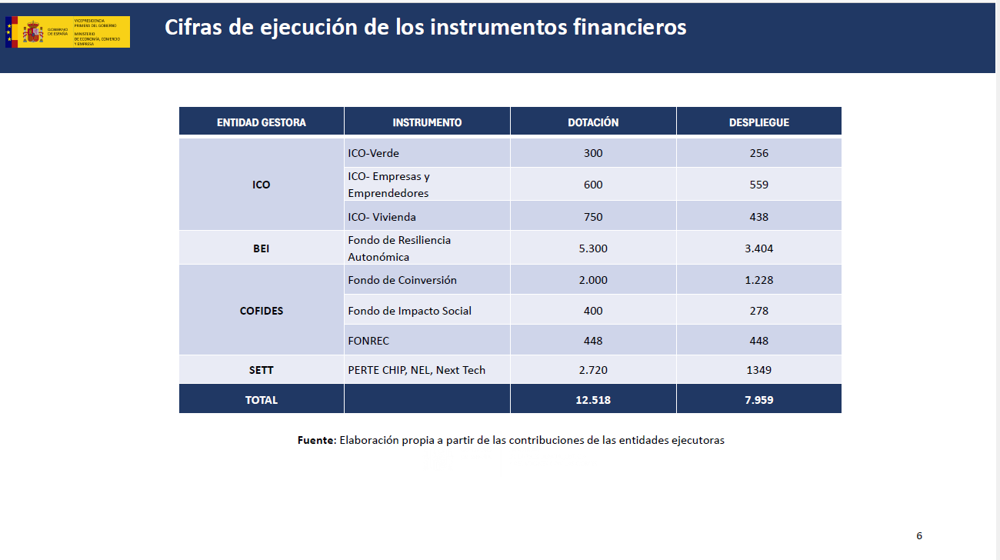 GOBIERNO
DE ESPAÑA
VICEPRESIDENCIA
PRIMERA DEL GOBIERNO
MINISTERIO
DE ECONOMÍA, COMERCIO
Y EMPRESA
Cifras de ejecución de los instrumentos financieros
ENTIDAD GESTORA INSTRUMENTO DOTACIÓN DESPLIEGUE
ICO
ICO-Verde 300 256
ICO- Empresas y
Emprendedores 600 559
ICO- Vivienda 750 438
BEI Fondo de Resiliencia
Autonómica 5.300 3.404
COFIDES
Fondo de Coinversión 2.000 1.228
Fondo de Impacto Social 400 278
FONREC 448 448
SETT PERTE CHIP, NEL, Next Tech 2.720 1349
TOTAL 12.518 7.959
Fuente: Elaboración propia a partir de las contribuciones de las entidades ejecutoras
6